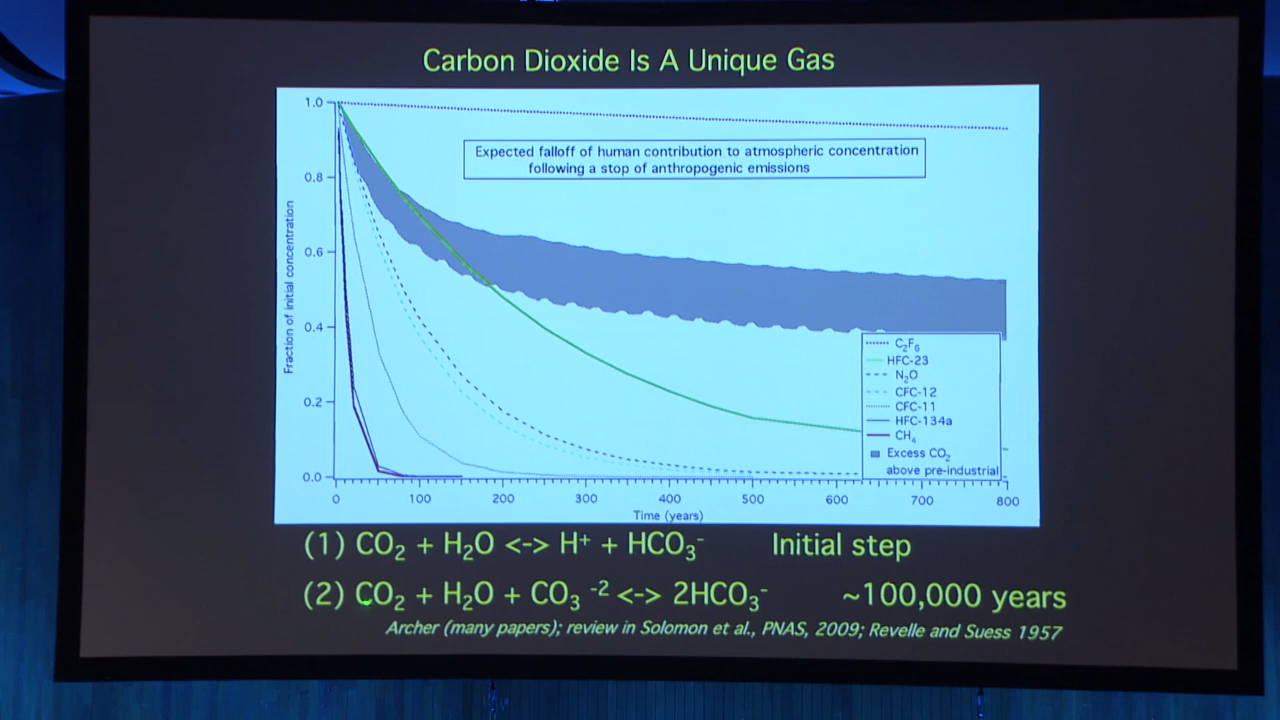 Carbon Dioxide Is A Unique Gas
1.0
Expected falloff of human contribution to atmospheric concentration
following a stop of anthropogenic emissions
0.8
0.6
0.4
0.2
0.0
Fraction of initial concentration
C₂F₆
HFC-23
N₂O
CFC-12
CFC-11
HFC-134a
CH₄
Excess CO₂
above pre-industrial
0 100 200 300 400 500 600 700 800
Time (years)
(1) CO₂ + H₂O <-> H⁺ + HCO₃⁻ Initial step
(2) CO₂ + H₂O + CO₃ ⁻² <-> 2HCO₃⁻ ~100,000 years
Archer (many papers); review in Solomon et al., PNAS, 2009; Revelle and Suess 1957